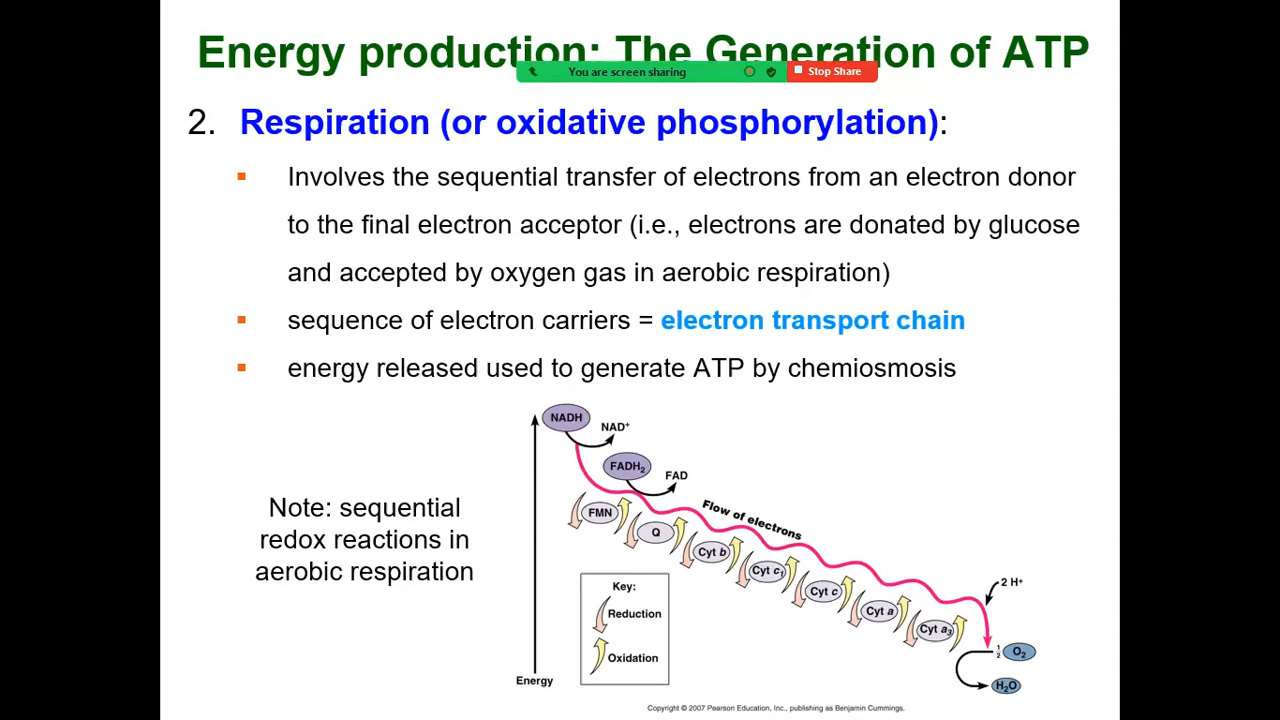 Energy production: The Generation of ATP
You are screen sharing
Stop Share
2. Respiration (or oxidative phosphorylation):
▪ Involves the sequential transfer of electrons from an electron donor
to the final electron acceptor (i.e., electrons are donated by glucose
and accepted by oxygen gas in aerobic respiration)
▪ sequence of electron carriers = electron transport chain
▪ energy released used to generate ATP by chemiosmosis
NADH
NAD⁺
FADH₂
FAD
Flow of electrons
Note: sequential
redox reactions in
aerobic respiration
FMN
Q
Cyt b
Cyt c₁
Cyt c
Cyt a
Cyt a₃
2 H⁺
½ O₂
H₂O
Key:
Reduction
Oxidation
Energy
Copyright © 2007 Pearson Education, Inc., publishing as Benjamin Cummings.